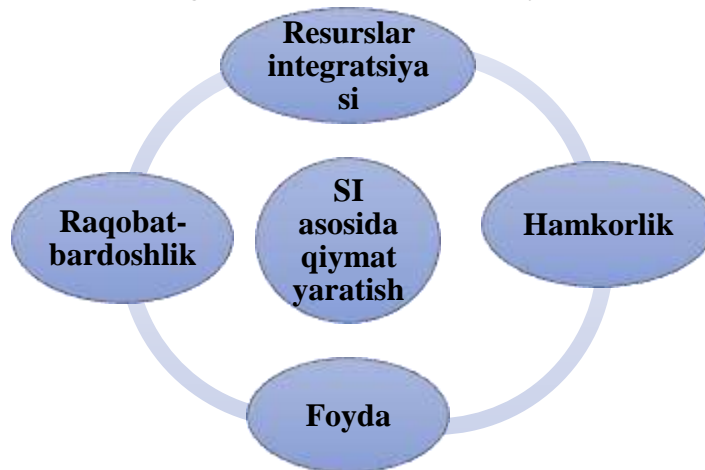 Resurslar
integratsiya
si
SI
asosida
qiymat
yaratish
Raqobat-
bardoshlik
Hamkorlik
Foyda